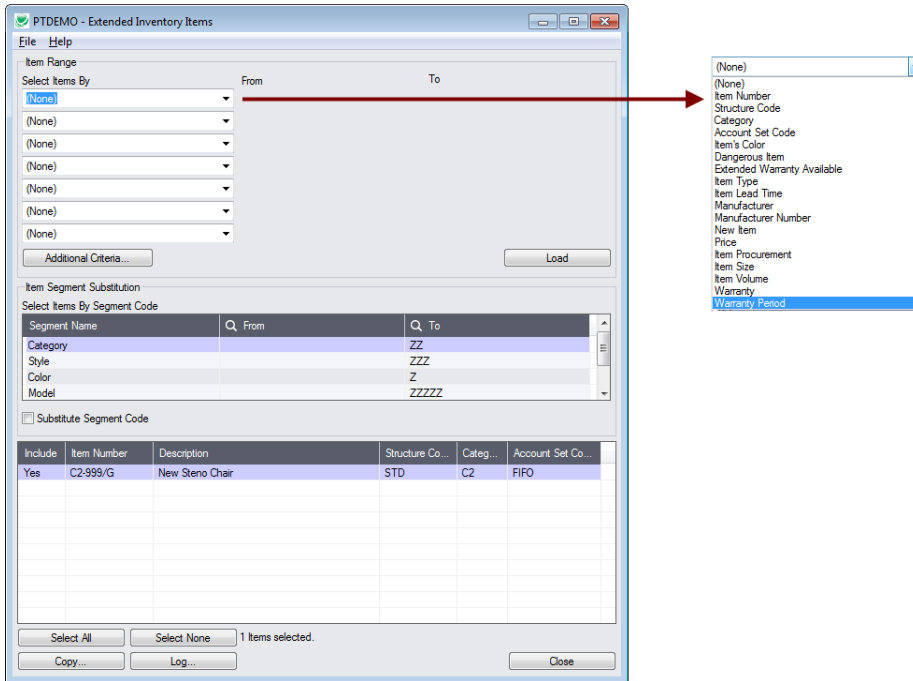 PTDEMO - Extended Inventory Items
File Help
Item Range
Select Items By From To
(None)
(None)
(None)
(None)
(None)
(None)
(None)
Additional Criteria... Load
Item Segment Substitution
Select Items By Segment Code
Segment Name From To
Category ZZ
Style ZZZ
Color Z
Model ZZZZZ
Substitute Segment Code
Include Item Number Description Structure Co... Categ... Account Set Co...
Yes C2-999/G New Steno Chair STD C2 FIFO
Select All Select None 1 Items selected.
Copy... Log... Close
(None)
(None)
Item Number
Structure Code
Category
Account Set Code
Item's Color
Dangerous Item
Extended Warranty Available
Item Type
Item Lead Time
Manufacturer
Manufacturer Number
New Item
Price
Item Procurement
Item Size
Item Volume
Warranty
Warranty Period